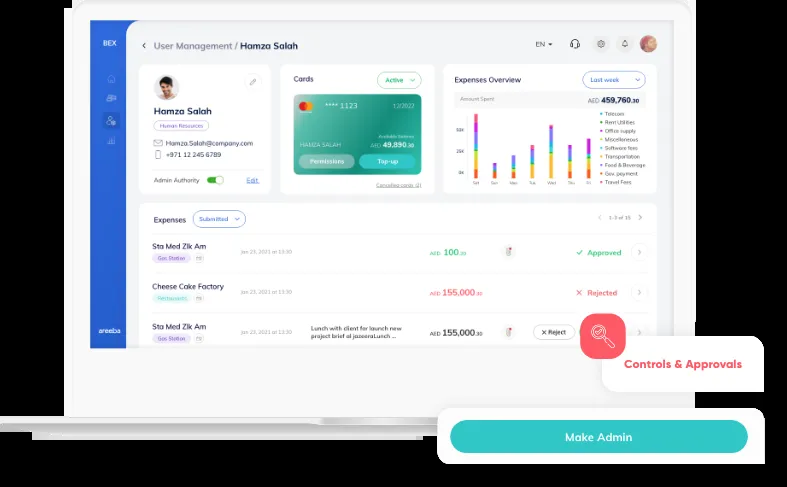 BEX
User Management / Hamza Salah
EN
Hamza Salah
Human Resources
Hamza.Salah@company.com
+971 12 245 6789
Admin Authority
Edit
Cards
Active
**** 1123
12/2022
Available Balance
HAMZA SALAH
AED 49,890.30
Permissions
Top-up
Cancelled cards (2)
Expenses Overview
Last week
Amount Spent
AED 459,760.30
50K
25K
0K
Sat
Sun
Mon
Tue
Wed
Thu
Fri
Telecom
Rent Utilities
Office supply
Miscellaneous
Software fees
Transportation
Food & Beverage
Gov. payment
Travel Fees
Expenses
Submitted
1-3 of 15
Sta Med Zlk Am
Gas Station
Jan 23, 2021 at 13:30
AED 100.30
Approved
Cheese Cake Factory
Restaurants
Jan 23, 2021 at 13:30
AED 155,000.30
Rejected
Sta Med Zlk Am
Gas Station
Jan 23, 2021 at 13:30
Lunch with client for launch new
project brief al jazeeraLunch ...
AED 155,000.30
Reject
areeba
Controls & Approvals
Make Admin